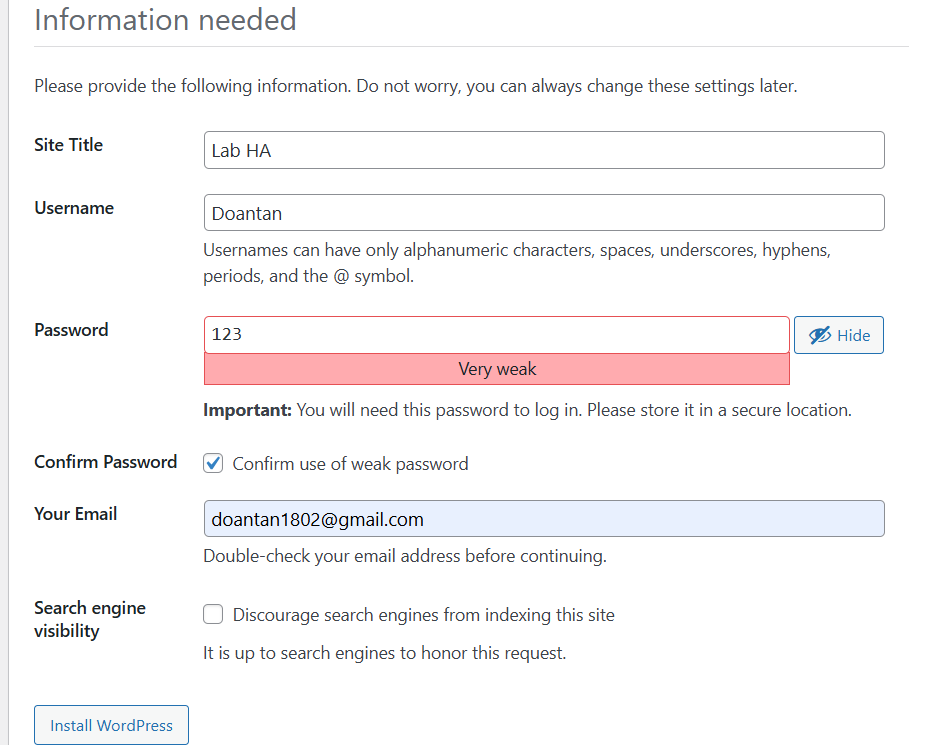 Information needed
Please provide the following information. Do not worry, you can always change these settings later.
Site Title
Lab HA
Username
Doantan
Usernames can have only alphanumeric characters, spaces, underscores, hyphens,
periods, and the @ symbol.
Password
123
Hide
Very weak
Important: You will need this password to log in. Please store it in a secure location.
Confirm Password
Confirm use of weak password
Your Email
doantan1802@gmail.com
Double-check your email address before continuing.
Search engine
visibility
Discourage search engines from indexing this site
It is up to search engines to honor this request.
Install WordPress